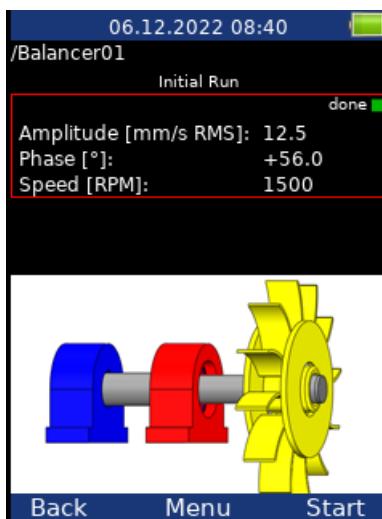 06.12.2022 08:40
/Balancer01
Initial Run
done
Amplitude [mm/s RMS]: 12.5
Phase [°]: +56.0
Speed [RPM]: 1500
Back Menu Start